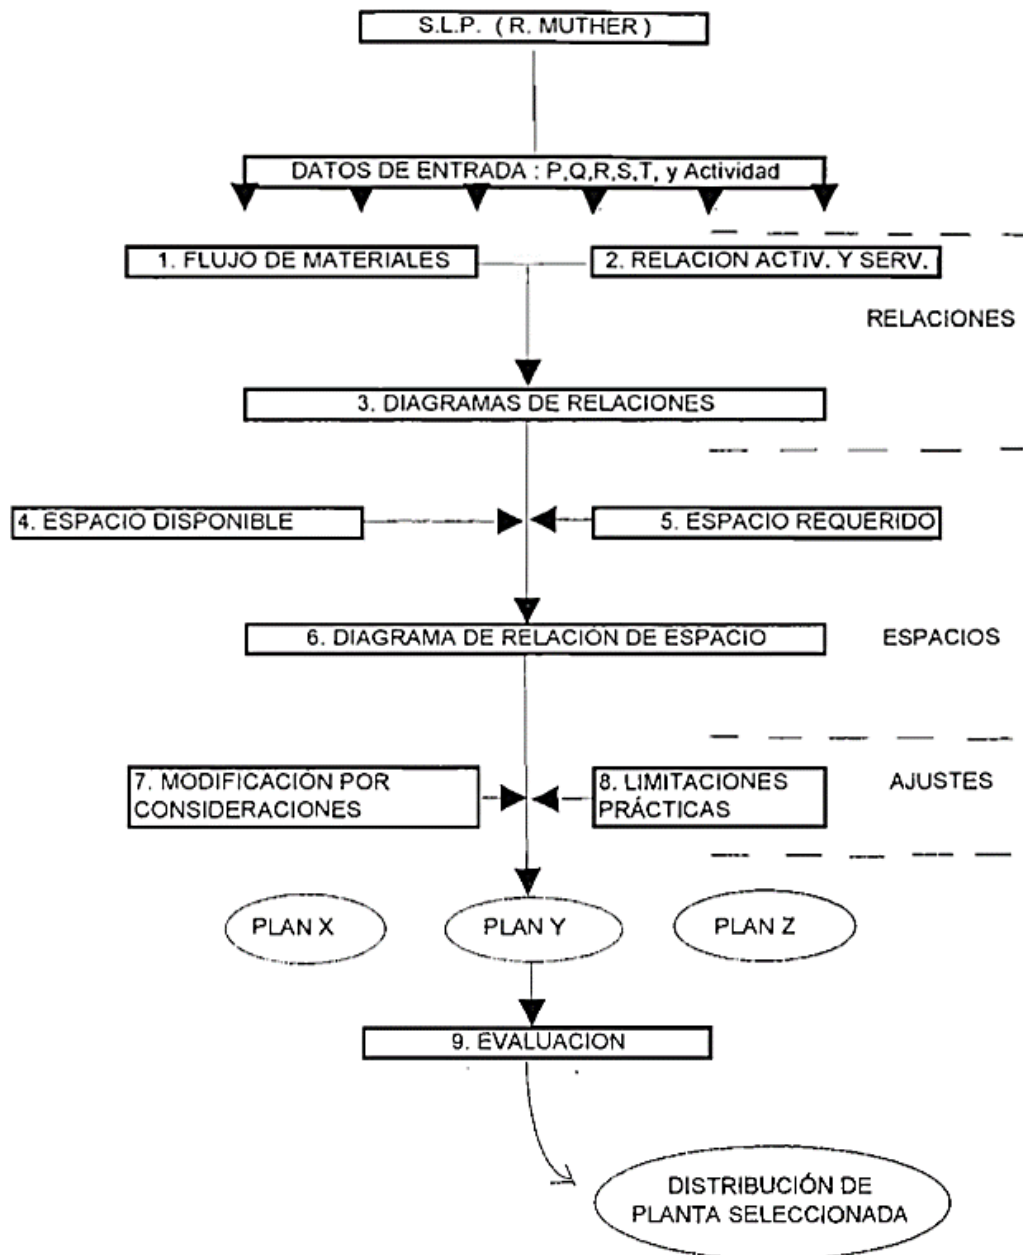 S.L.P. ( R. MUTHER )
DATOS DE ENTRADA : P,Q,R,S,T, y Actividad
1. FLUJO DE MATERIALES
2. RELACION ACTIV. Y SERV.
RELACIONES
3. DIAGRAMAS DE RELACIONES
4. ESPACIO DISPONIBLE
5. ESPACIO REQUERIDO
6. DIAGRAMA DE RELACIÓN DE ESPACIO
ESPACIOS
7. MODIFICACIÓN POR
CONSIDERACIONES
8. LIMITACIONES
PRÁCTICAS
AJUSTES
PLAN X
PLAN Y
PLAN Z
9. EVALUACION
DISTRIBUCIÓN DE
PLANTA SELECCIONADA